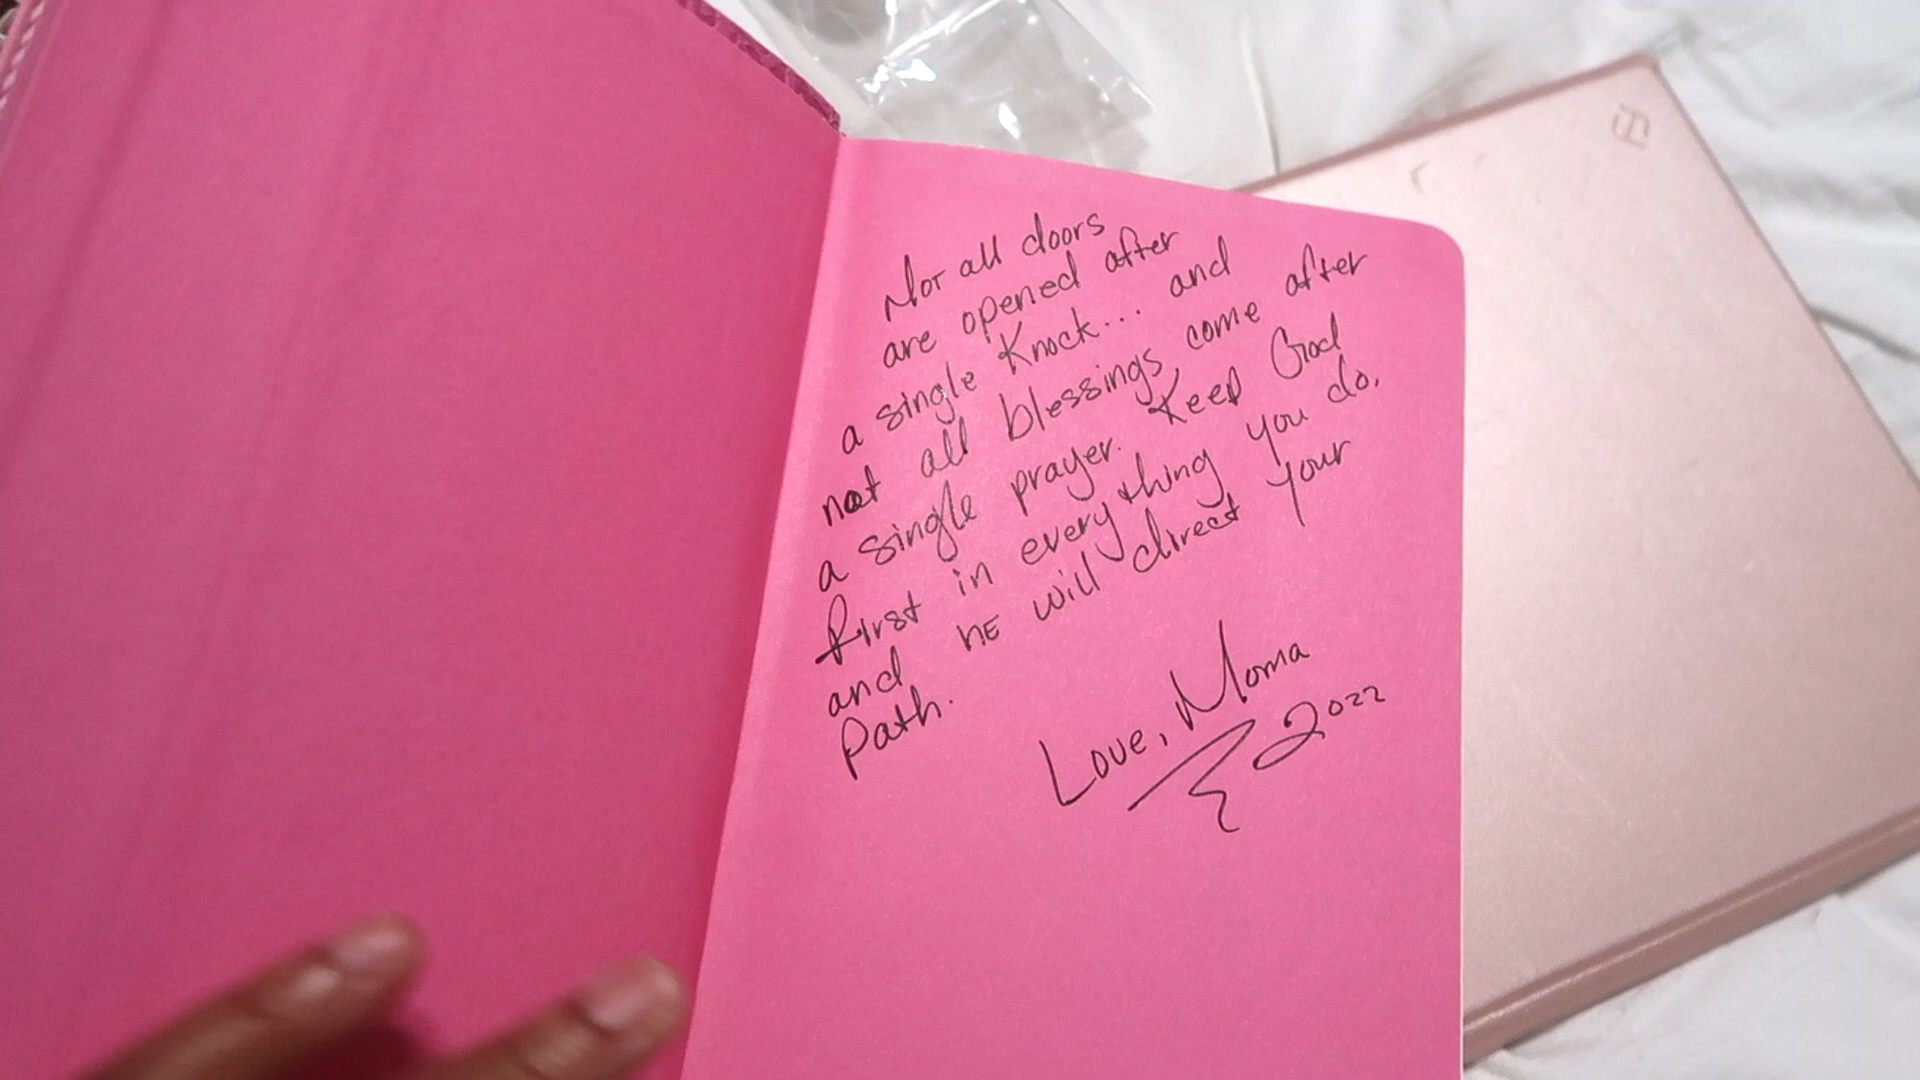 Not all doors
are opened after
a single Knock... and
not all blessings come after
a single prayer. Keep God
first in everything you do.
and HE will direct your
path.
Love, Moma
2022